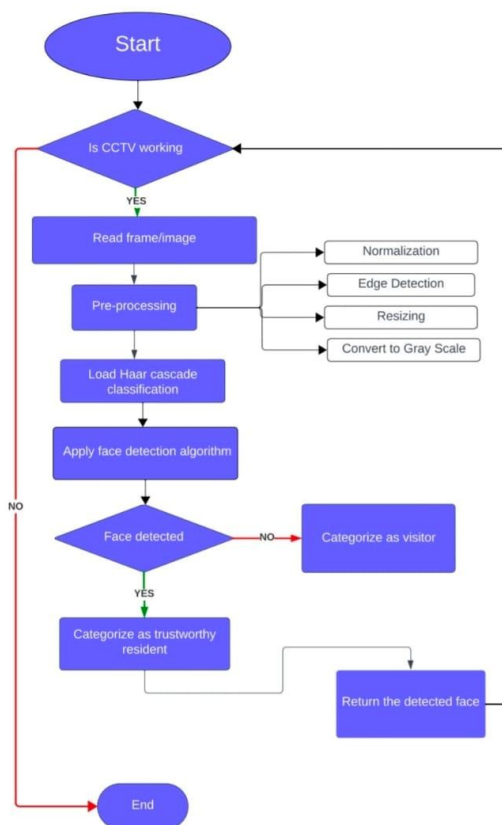 Start
Is CCTV working
YES
Read frame/image
Normalization
Pre-processing
Edge Detection
Resizing
Convert to Gray Scale
Load Haar cascade
classification
Apply face detection algorithm
NO
Face detected
NO
Categorize as visitor
YES
Categorize as trustworthy
resident
Return the detected face
End